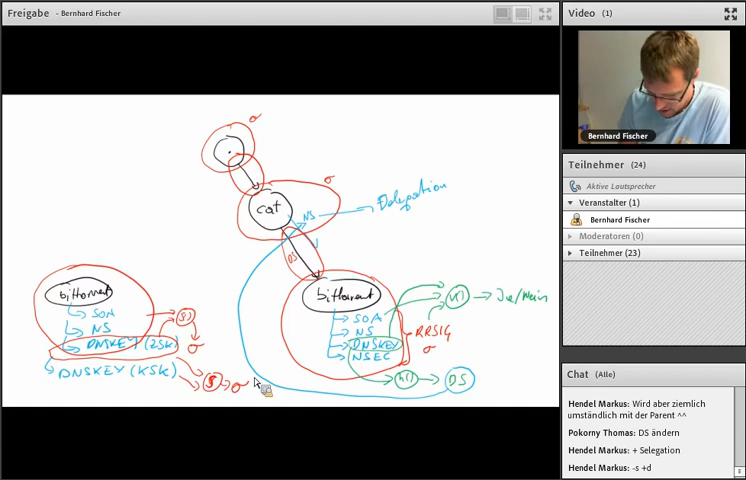 Freigabe - Bernhard Fischer
Video (1)
Bernhard Fischer
Teilnehmer (24)
Aktive Lautsprecher
Veranstalter (1)
Bernhard Fischer
Moderatoren (0)
Teilnehmer (23)
Chat (Alle)
Hendel Markus: Wird aber ziemlich
umständlich mit der Parent ^^
Pokorny Thomas: DS ändern
Hendel Markus: + Selegation
Hendel Markus: -s +d
σ
σ
cat
NS
Delegation
DS
bittorrent
SOA
NS
DNSKEY
NSEC
RRSIG
σ
v()
Ja/Nein
h()
DS
bittorrent
SOA
NS
DNSKEY (ZSK)
σ
DNSKEY (KSK)
σ